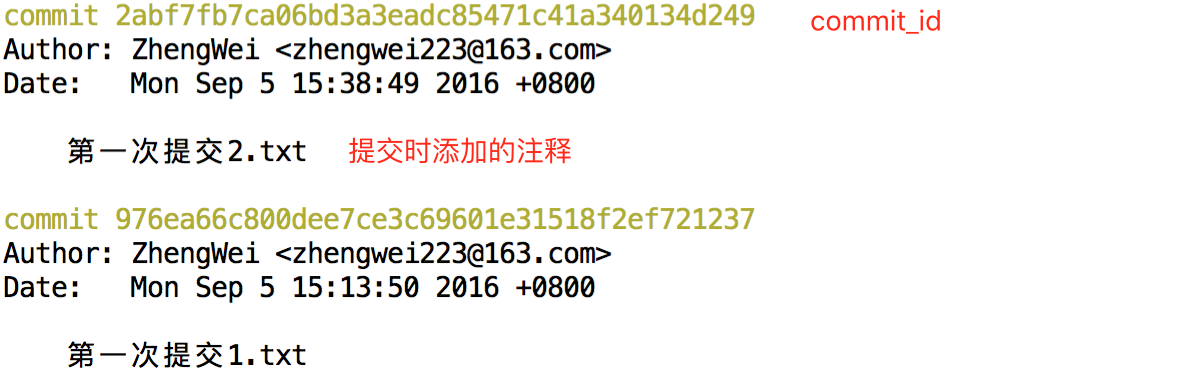 commit 2abf7fb7ca06bd3a3eadc85471c41a340134d249 commit_id
Author: ZhengWei <zhengwei223@163.com>
Date: Mon Sep 5 15:38:49 2016 +0800
第一次提交2.txt 提交时添加的注释
commit 976ea66c800dee7ce3c69601e31518f2ef721237
Author: ZhengWei <zhengwei223@163.com>
Date: Mon Sep 5 15:13:50 2016 +0800
第一次提交1.txt